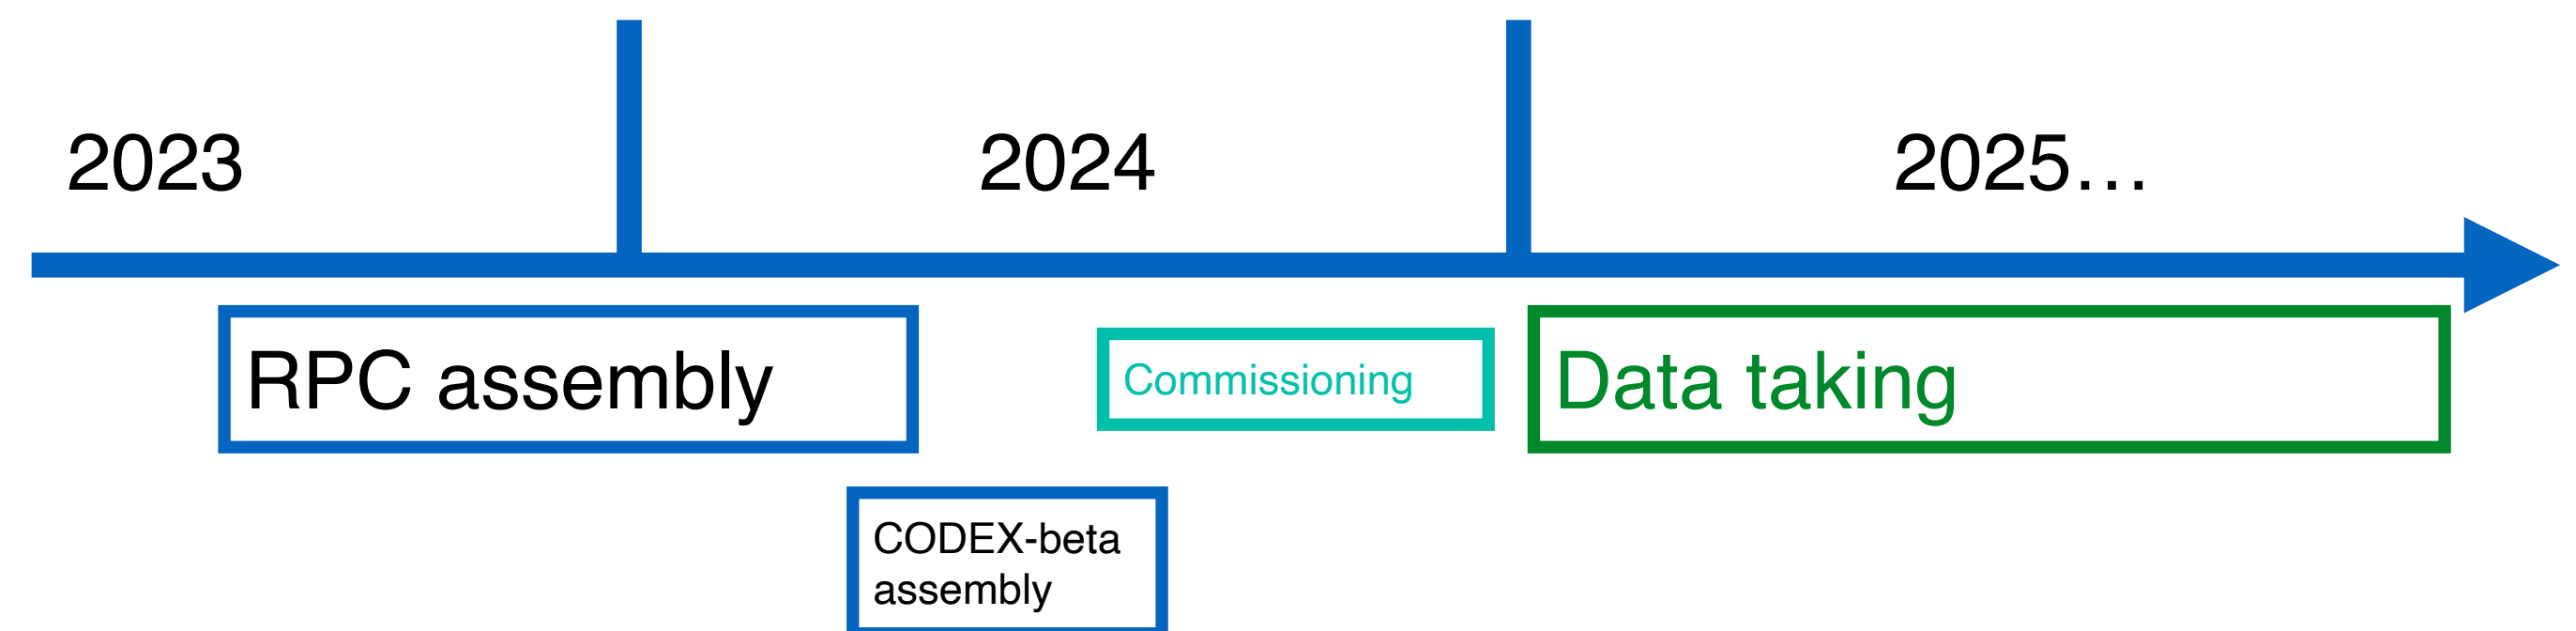 2023
2024
2025…
RPC assembly
Commissioning
Data taking
CODEX-beta
assembly